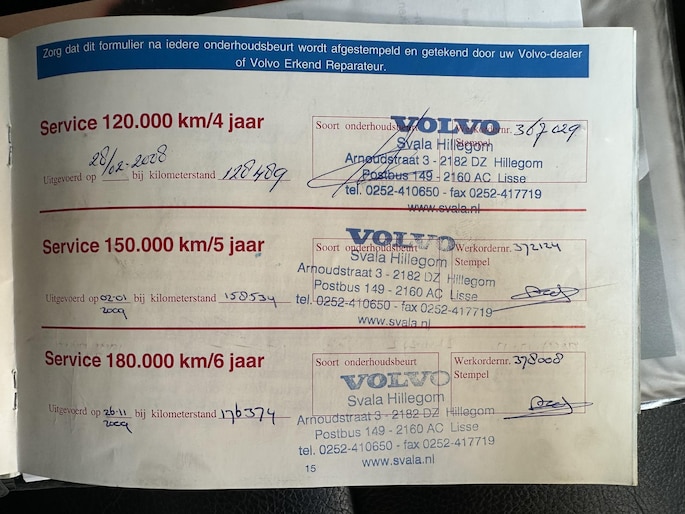 Zorg dat dit formulier na iedere onderhoudsbeurt wordt afgestempeld en getekend door uw Volvo-dealer
of Volvo Erkend Reparateur.
Service 120.000 km/4 jaar
Soort onderhoudsbeurt
Werkordernr. 367029
Stempel
VOLVO
Svala Hillegom
Arnoudstraat 3 - 2182 DZ Hillegom
Postbus 149 - 2160 AC Lisse
tel. 0252-410650 - fax 0252-417719
www.svala.nl
Uitgevoerd op 28/02-2008 bij kilometerstand 128489
Service 150.000 km/5 jaar
Soort onderhoudsbeurt
Werkordernr. 372124
Stempel
VOLVO
Svala Hillegom
Arnoudstraat 3 - 2182 DZ Hillegom
Postbus 149 - 2160 AC Lisse
tel. 0252-410650 - fax 0252-417719
www.svala.nl
Uitgevoerd op 02-01 2009 bij kilometerstand 158534
Service 180.000 km/6 jaar
Soort onderhoudsbeurt
Werkordernr. 378008
Stempel
VOLVO
Svala Hillegom
Arnoudstraat 3 - 2182 DZ Hillegom
Postbus 149 - 2160 AC Lisse
tel. 0252-410650 - fax 0252-417719
www.svala.nl
Uitgevoerd op 26-11 2009 bij kilometerstand 176374
15